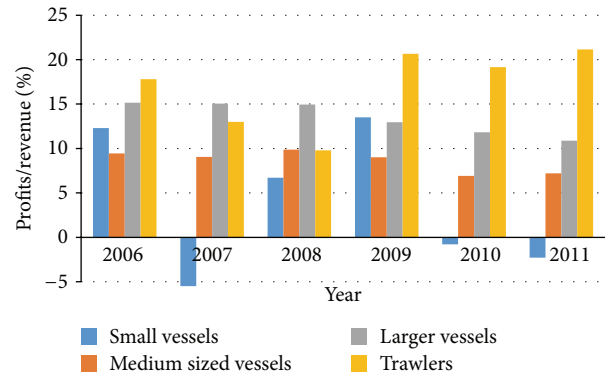 25
20
15
10
5
0
−5
Profits/revenue (%)
2006 2007 2008 2009 2010 2011
Year
Small vessels Larger vessels
Medium sized vessels Trawlers